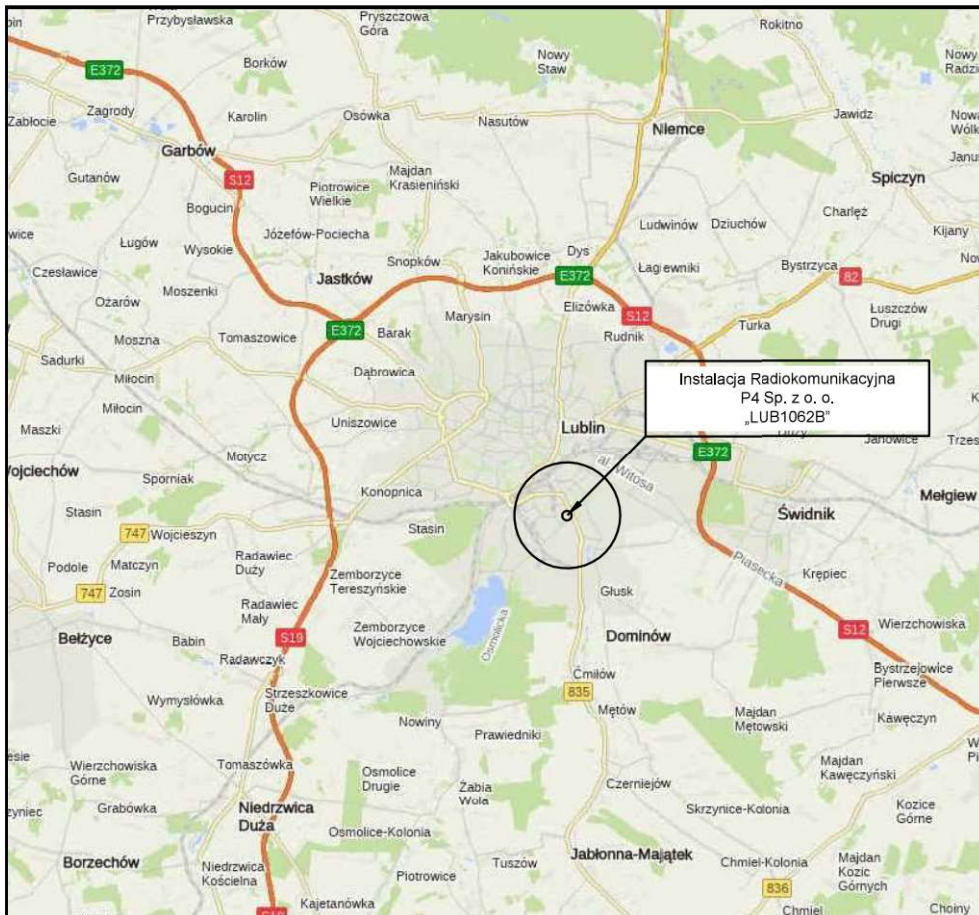 Przybysławska
Pryszczowa
Góra
Rokitno
Nowy
Staw
Borków
E372
Zagrody
Zabłocie
Karolin
Osówka
Nasutów
Jawidz
Niemce
Garbów
S12
Gutanów
Majdan
Krasieniński
Piotrowice
Wielkie
Spiczyn
Bogucin
Charlęż
Ludwinów
Dziuchów
Kijany
Józefów-Pociecha
Ługów
Wysokie
Snopków
Jakubowice
Konińskie
Dys
Czesławice
Jastków
E372
Łagiewniki
Bystrzyca
82
Moszenki
Ożarów
Elizówka
S12
Łuszczów
Drugi
Marysin
E372
Barak
Turka
Rudnik
Moszna
Tomaszowice
Sadurki
Dąbrowica
Miłocin
Instalacja Radiokomunikacyjna
P4 Sp. z o. o.
„LUB1062B”
Miłocin
Uniszowice
Maszki
Lublin
Janowice
Motycz
E372
al. Witosa
Wojciechów
Sporniak
Konopnica
Mełgiew
Stasin
Stasin
Świdnik
747
Wojcieszyn
Radawiec
Duży
Piasecka
Podole
Matczyn
Zemborzyce
Tereszyńskie
Krępiec
747
Zosin
Głusk
Radawiec
Mały
Osmolicka
Zemborzyce
Wojciechowskie
S12
Wierzchowiska
Bełżyce
Babin
S19
Dominów
Radawczyk
Ćmiłów
Bystrzejowice
Pierwsze
Strzeszkowice
Duże
835
Wymysłówka
Mętów
Nowiny
Majdan
Mętowski
Kawęczyn
Prawiedniki
Wierzchowiska
Górne
Tomaszówka
Osmolice
Drugie
Majdan
Kawęczyński
Żabia
Wola
Czerniejów
Grabówka
Niedrzwica
Duża
Skrzynice-Kolonia
Kozice
Górne
Osmolice-Kolonia
Borzechów
Jabłonna-Majątek
Niedrzwica
Kościelna
Tuszów
Chmiel-Kolonia
Majdan
Kozic
Górnych
Piotrowice
836
Kajetanówka
Chmiel
Choiny